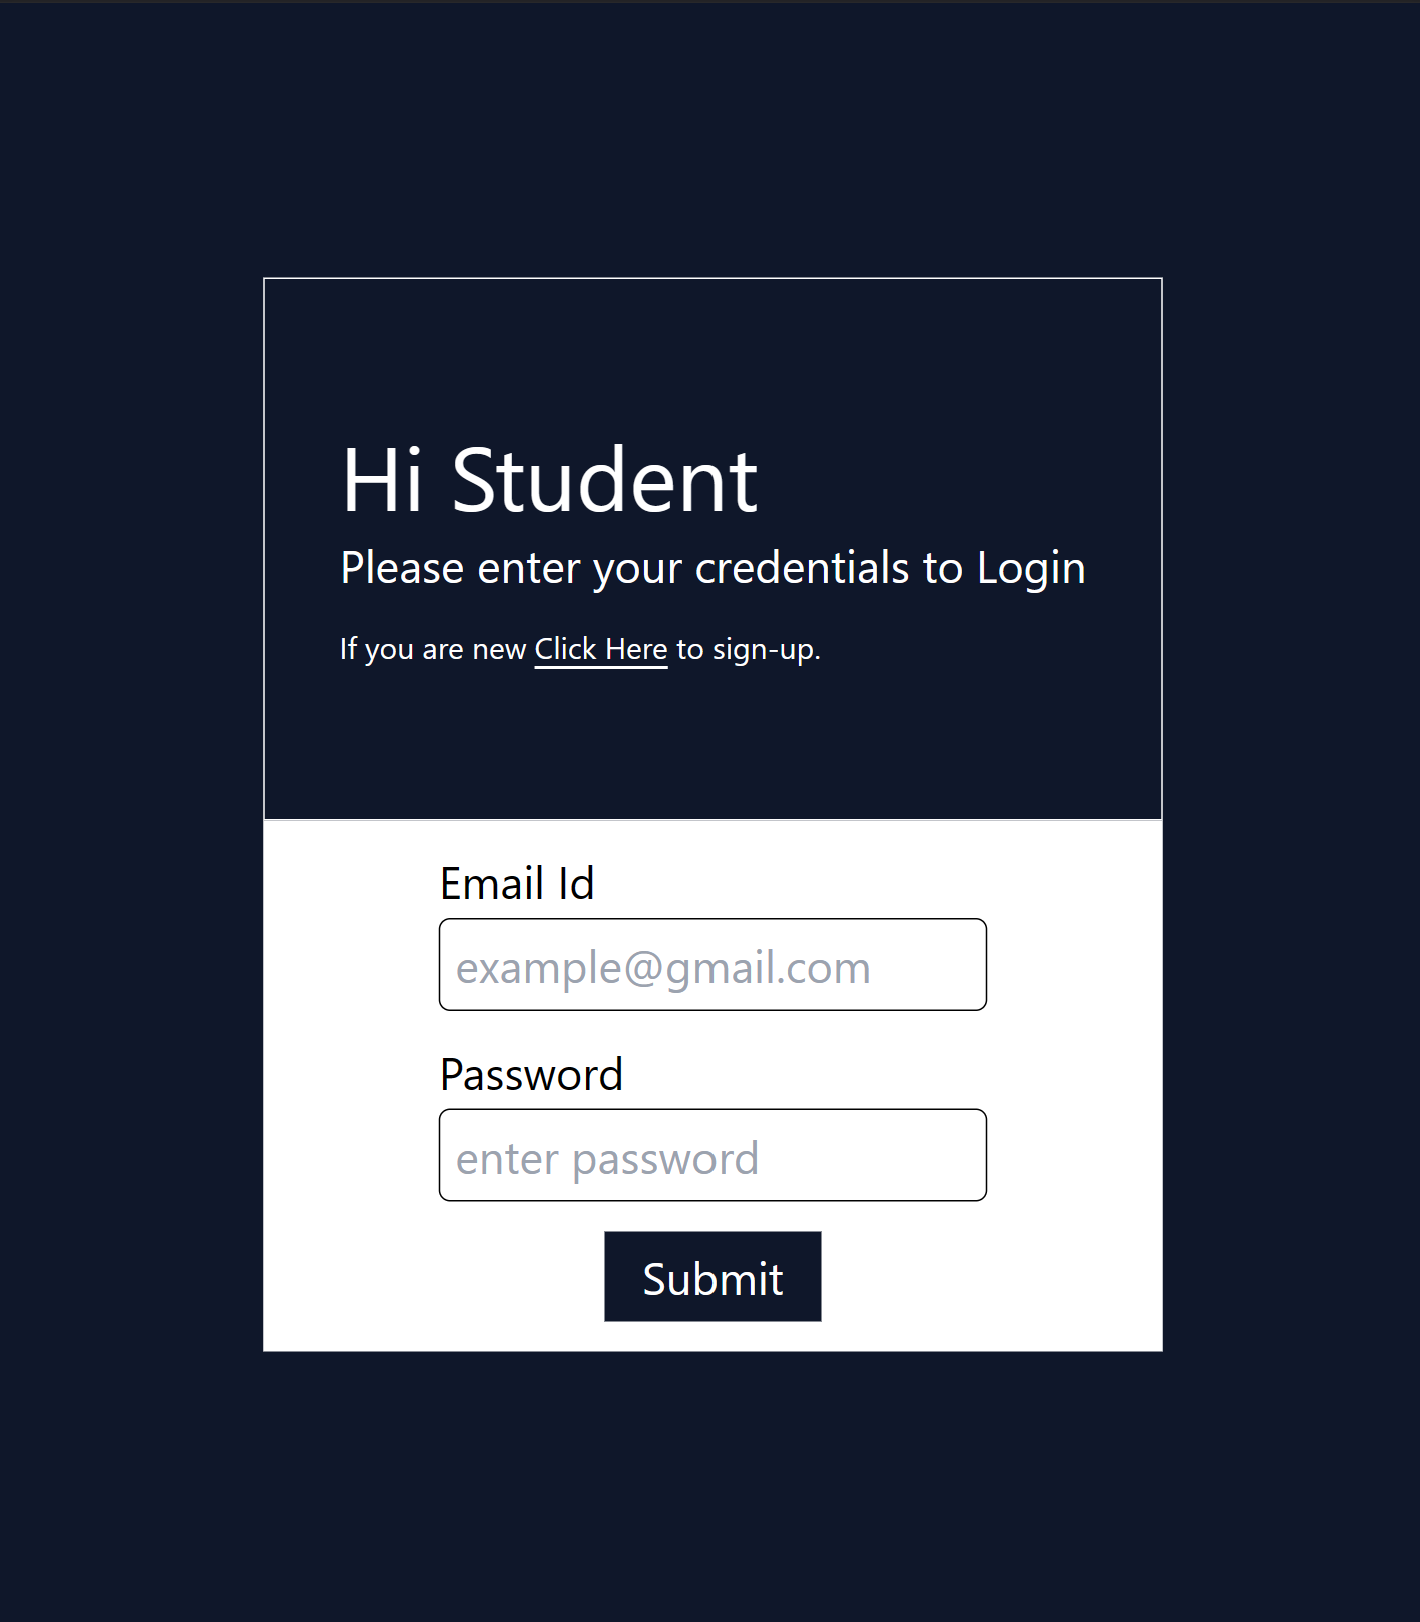 Hi Student
Please enter your credentials to Login
If you are new Click Here to sign-up.
Email Id
example@gmail.com
Password
enter password
Submit